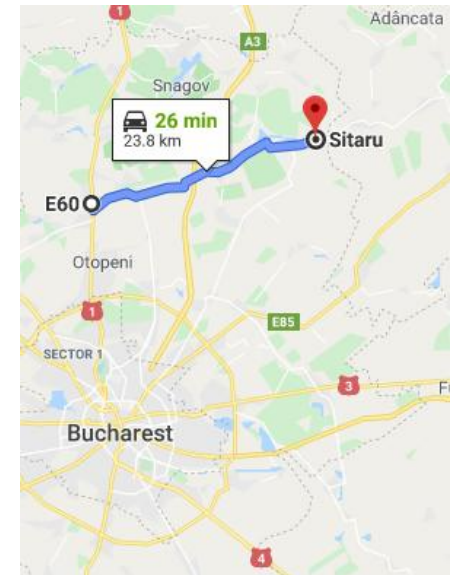 1
Adâncata
A3
Snagov
26 min
23.8 km
Sitaru
E60
Otopeni
1
E85
SECTOR 1
3
Bucharest
4